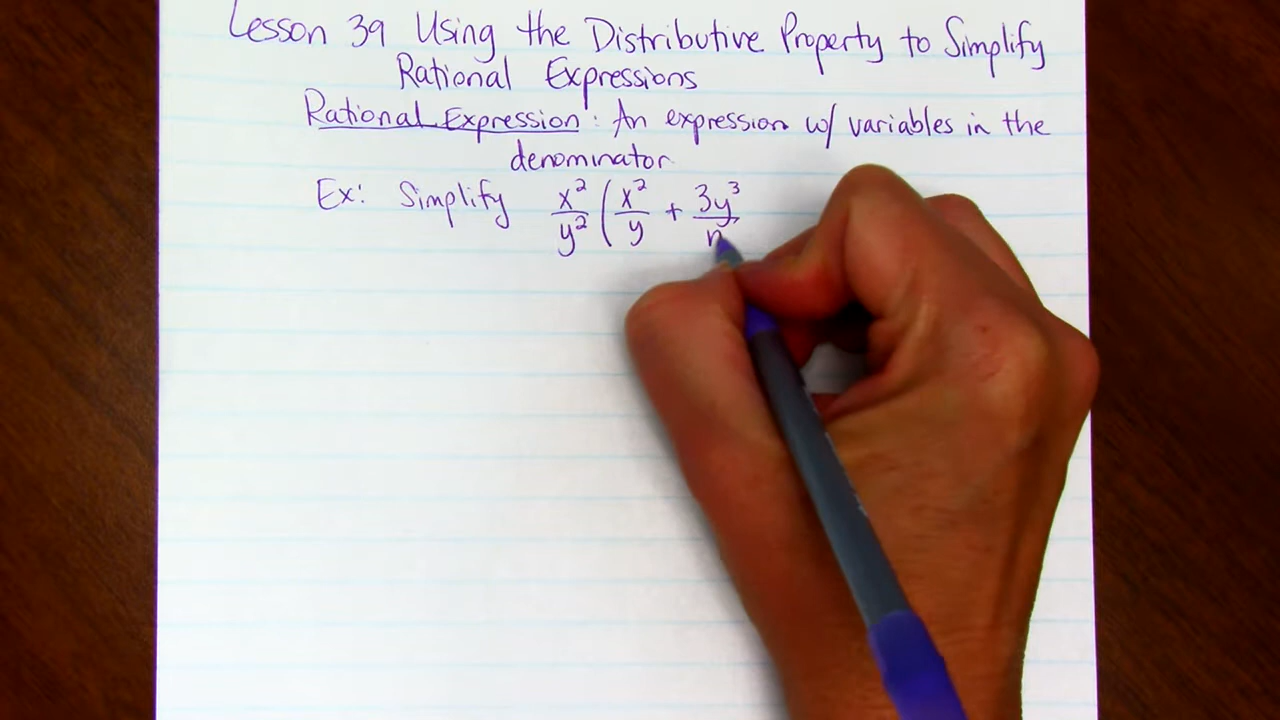 Lesson 39 Using the Distributive Property to Simplify
Rational Expressions
Rational Expression: An expression w/ variables in the
denominator
Ex: Simplify x²/y² (x²/y + 3y³/